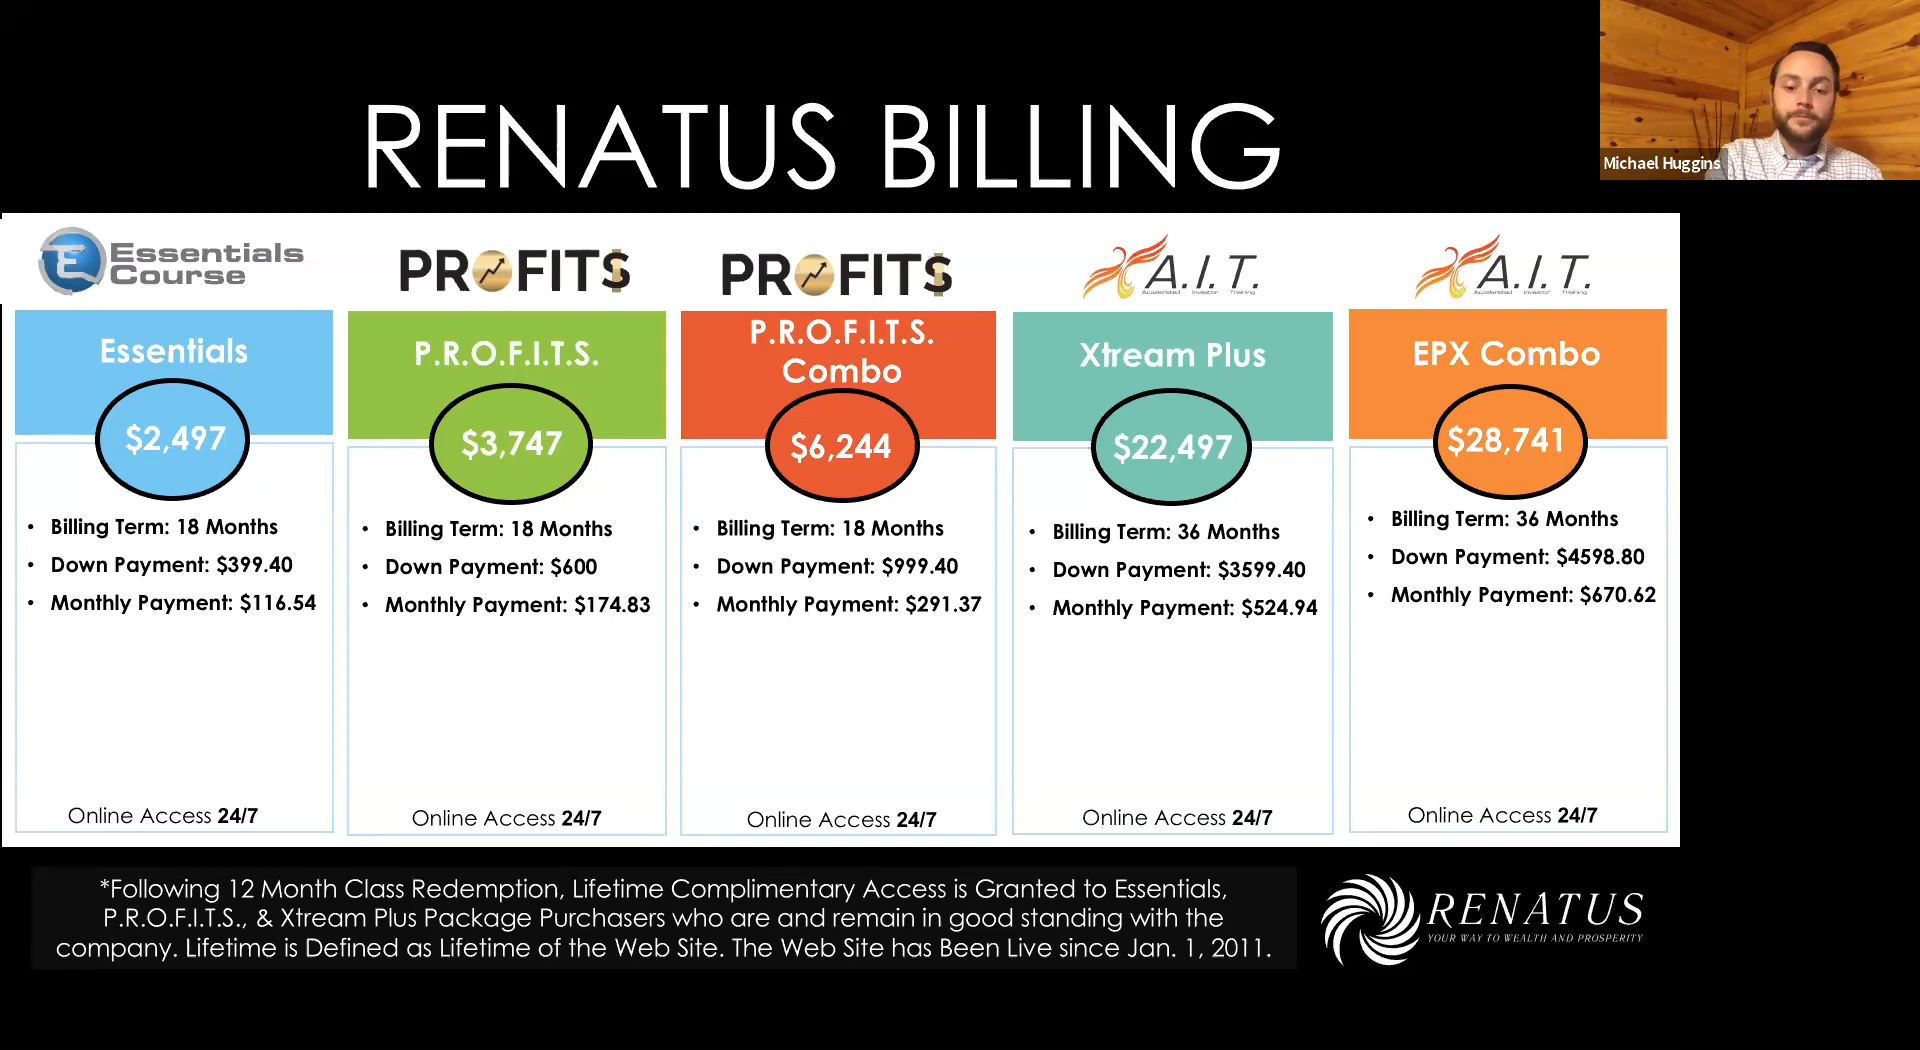 RENATUS BILLING
Michael Huggins
Essentials
Course
PROFITS
PROFITS
A.I.T.
Accelerated Investor Training
A.I.T.
Accelerated Investor Training
Essentials
$2,497
• Billing Term: 18 Months
• Down Payment: $399.40
• Monthly Payment: $116.54
Online Access 24/7
P.R.O.F.I.T.S.
$3,747
• Billing Term: 18 Months
• Down Payment: $600
• Monthly Payment: $174.83
Online Access 24/7
P.R.O.F.I.T.S.
Combo
$6,244
• Billing Term: 18 Months
• Down Payment: $999.40
• Monthly Payment: $291.37
Online Access 24/7
Xtream Plus
$22,497
• Billing Term: 36 Months
• Down Payment: $3599.40
• Monthly Payment: $524.94
Online Access 24/7
EPX Combo
$28,741
• Billing Term: 36 Months
• Down Payment: $4598.80
• Monthly Payment: $670.62
Online Access 24/7
*Following 12 Month Class Redemption, Lifetime Complimentary Access is Granted to Essentials,
P.R.O.F.I.T.S., & Xtream Plus Package Purchasers who are and remain in good standing with the
company. Lifetime is Defined as Lifetime of the Web Site. The Web Site has Been Live since Jan. 1, 2011.
RENATUS
YOUR WAY TO WEALTH AND PROSPERITY